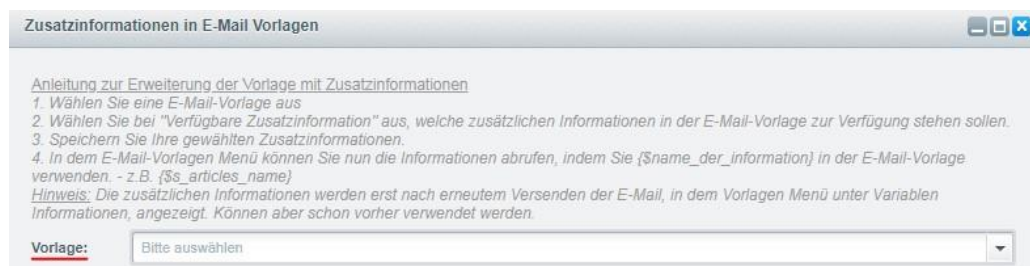 Zusatzinformationen in E-Mail Vorlagen
Anleitung zur Erweiterung der Vorlage mit Zusatzinformationen
1. Wählen Sie eine E-Mail-Vorlage aus
2. Wählen Sie bei "Verfügbare Zusatzinformation" aus, welche zusätzlichen Informationen in der E-Mail-Vorlage zur Verfügung stehen sollen.
3. Speichern Sie Ihre gewählten Zusatzinformationen.
4. In dem E-Mail-Vorlagen Menü können Sie nun die Informationen abrufen, indem Sie {$name_der_information} in der E-Mail-Vorlage
verwenden. - z.B. {$s_articles_name}
Hinweis: Die zusätzlichen Informationen werden erst nach erneutem Versenden der E-Mail, in dem Vorlagen Menü unter Variablen
Informationen, angezeigt. Können aber schon vorher verwendet werden.
Vorlage: Bitte auswählen